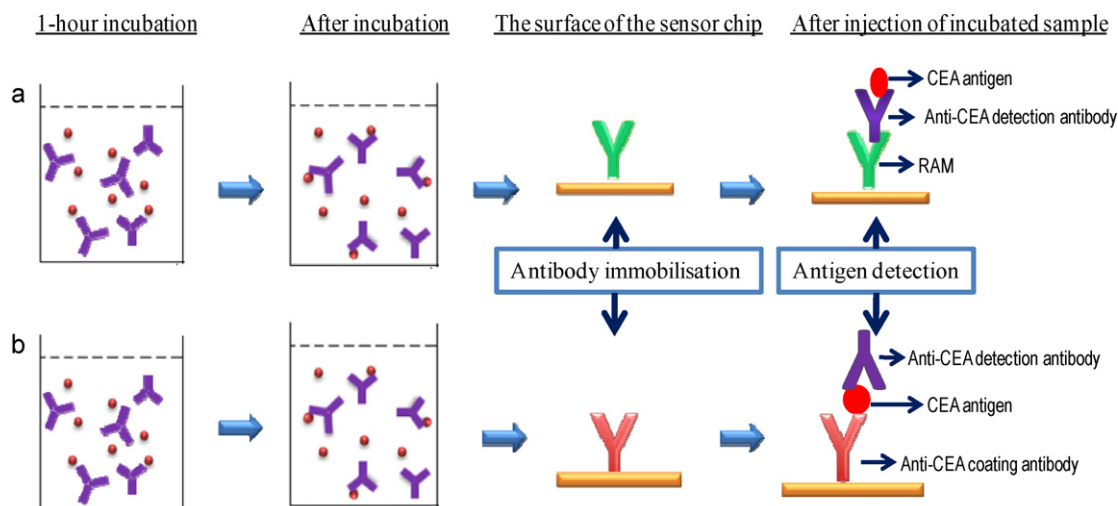 1-hour incubation
After incubation
The surface of the sensor chip
After injection of incubated sample
a
CEA antigen
Anti-CEA detection antibody
RAM
Antibody immobilisation
Antigen detection
b
Anti-CEA detection antibody
CEA antigen
Anti-CEA coating antibody